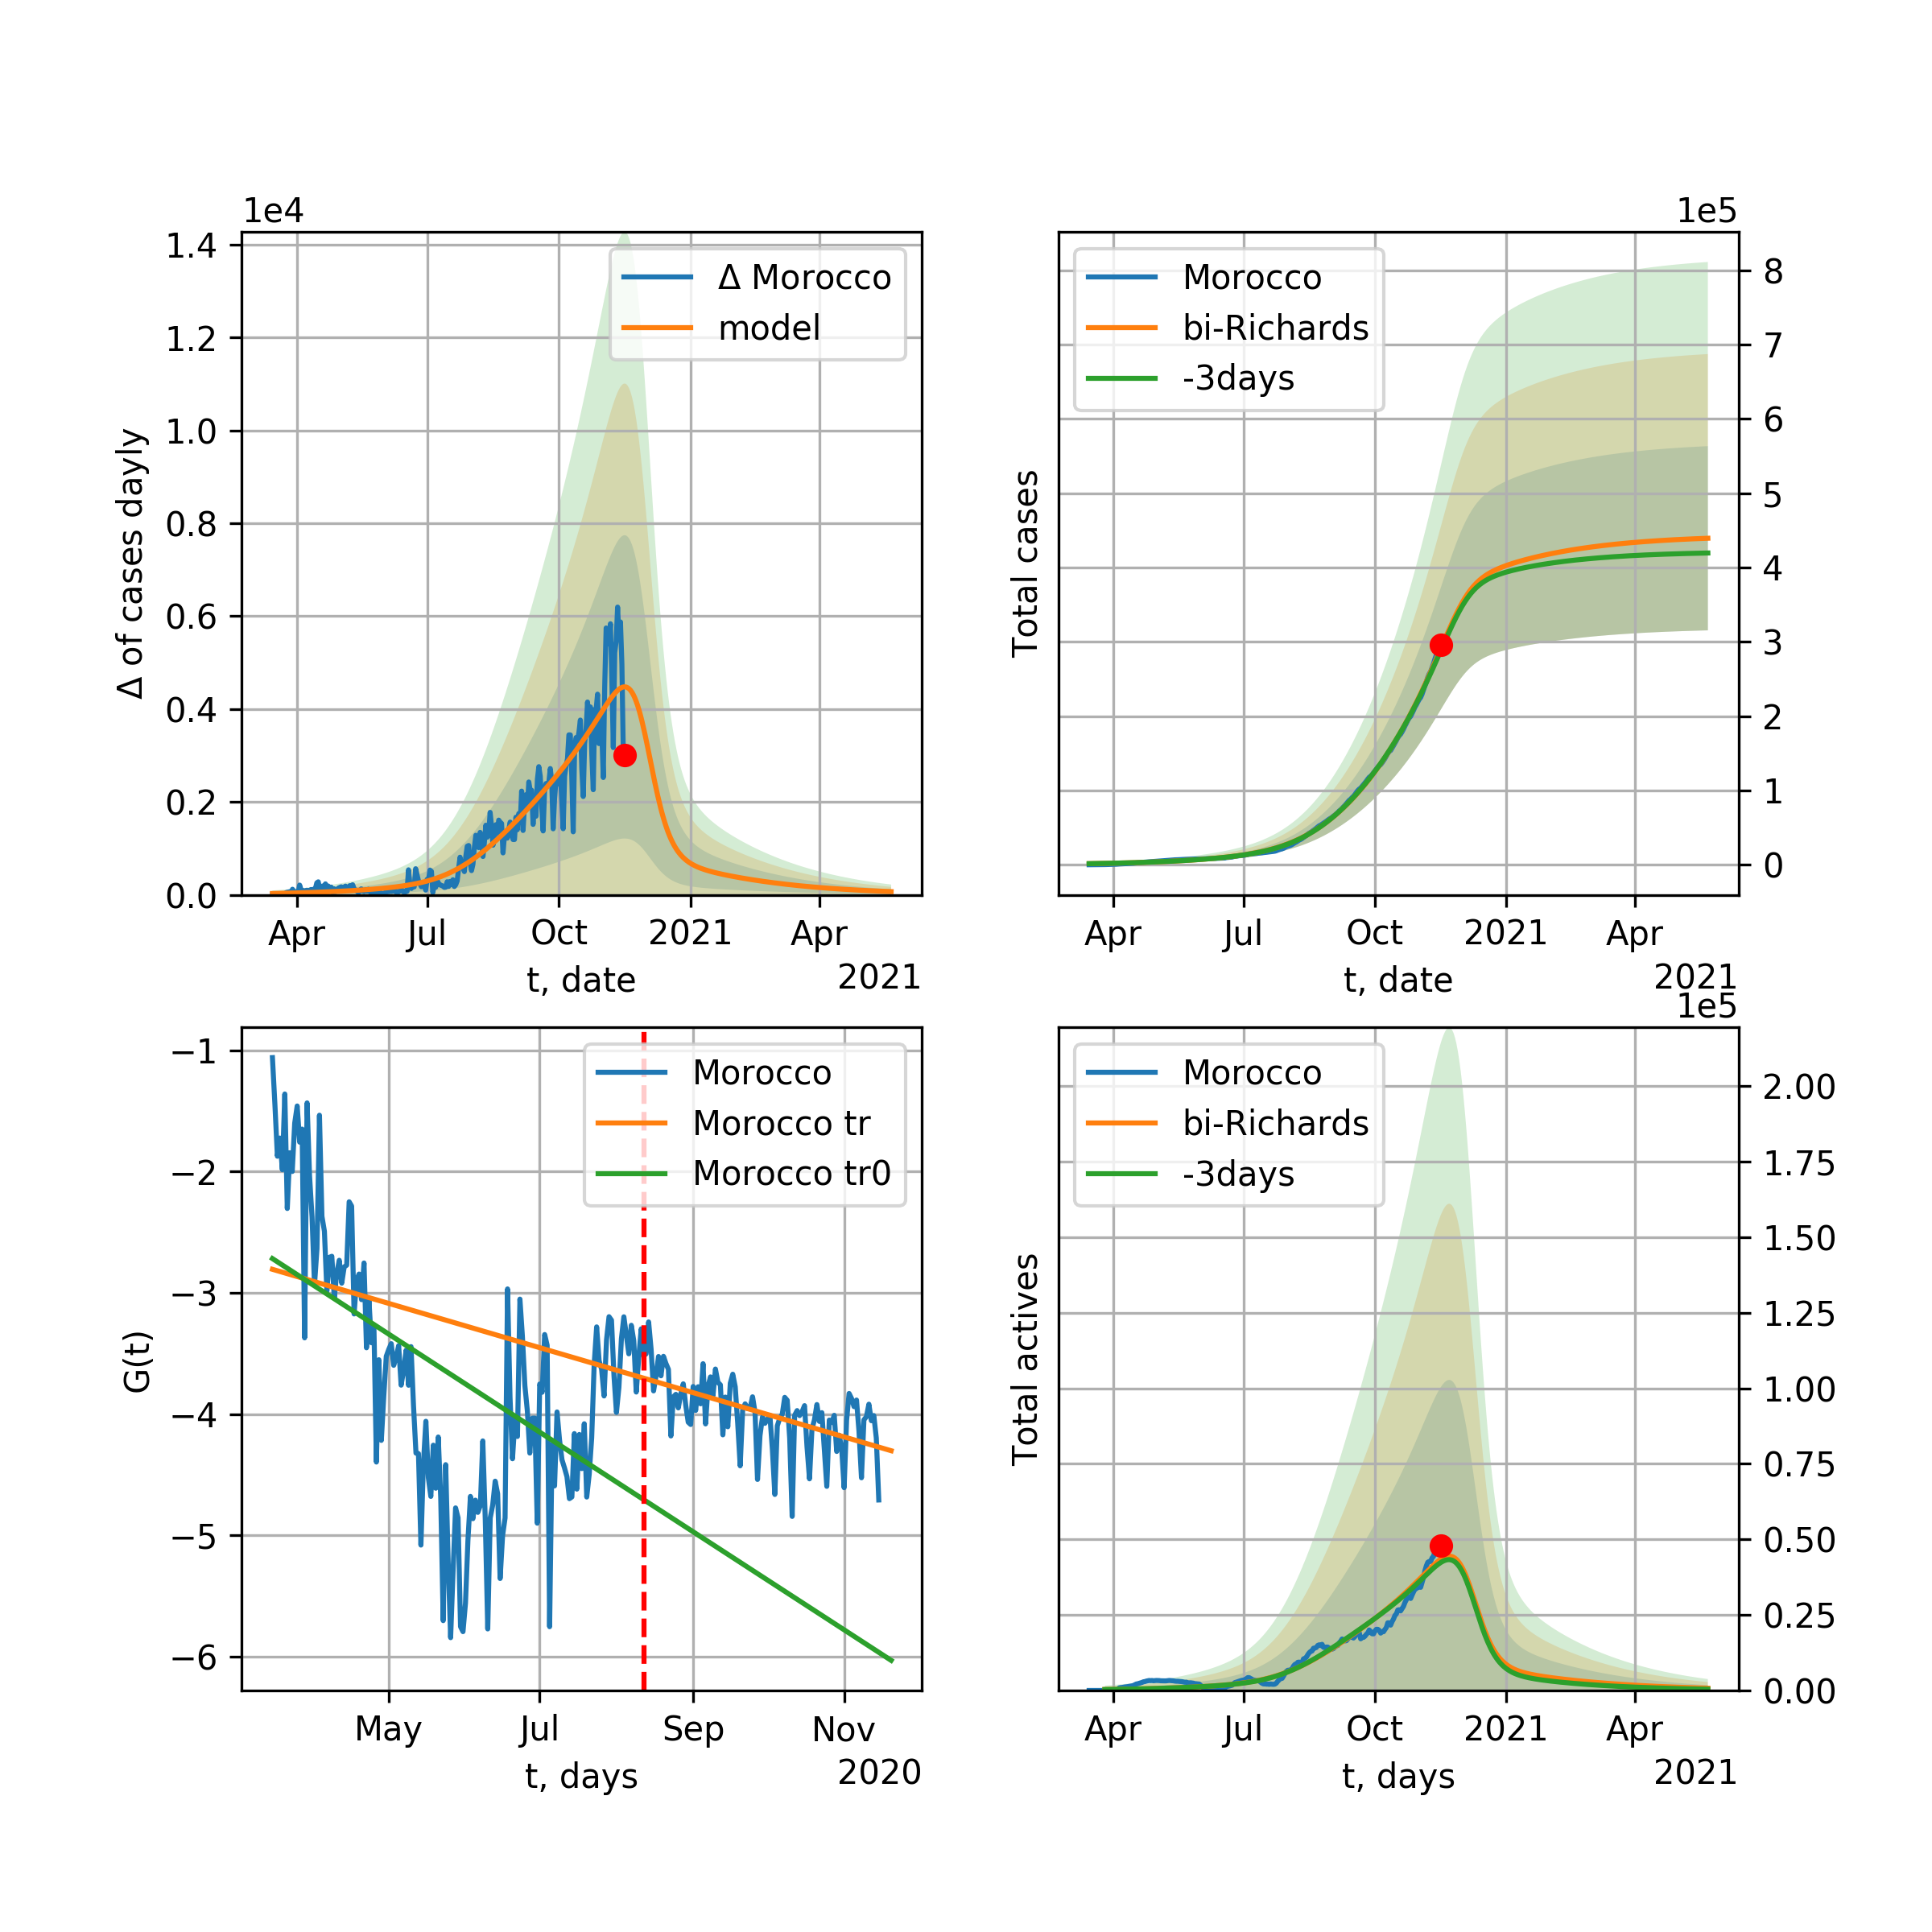 1e4
1.4
1.2
1.0
0.8
0.6
0.4
0.2
0.0
Δ of cases dayly
Δ Morocco
model
Apr
Jul
Oct
2021
Apr
t, date
2021
1e5
8
7
6
5
4
3
2
1
0
Total cases
Morocco
bi-Richards
-3days
Apr
Jul
Oct
2021
Apr
t, date
2021
−1
−2
−3
−4
−5
−6
G(t)
Morocco
Morocco tr
Morocco tr0
May
Jul
Sep
Nov
t, days
2020
1e5
2.00
1.75
1.50
1.25
1.00
0.75
0.50
0.25
0.00
Total actives
Morocco
bi-Richards
-3days
Apr
Jul
Oct
2021
Apr
t, days
2021